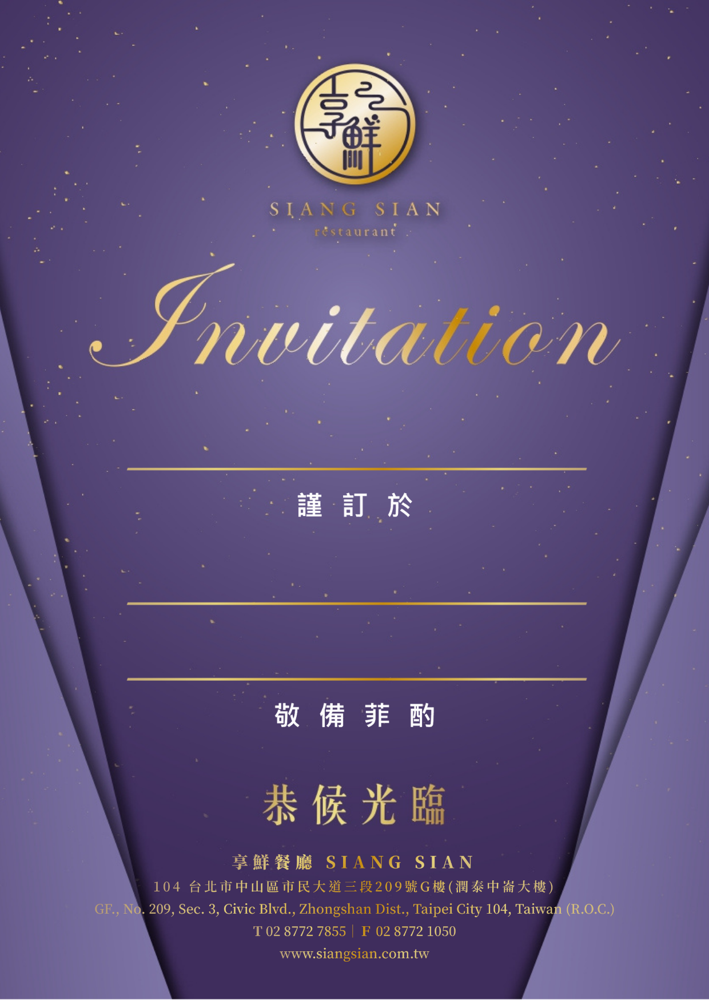 享鮮
SIANG SIAN
restaurant
Invitation
謹訂於
敬備菲酌
恭候光臨
享鮮餐廳 SIANG SIAN
104 台北市中山區市民大道三段209號G樓(潤泰中崙大樓)
GF., No. 209, Sec. 3, Civic Blvd., Zhongshan Dist., Taipei City 104, Taiwan (R.O.C.)
T 02 8772 7855｜F 02 8772 1050
www.siangsian.com.tw